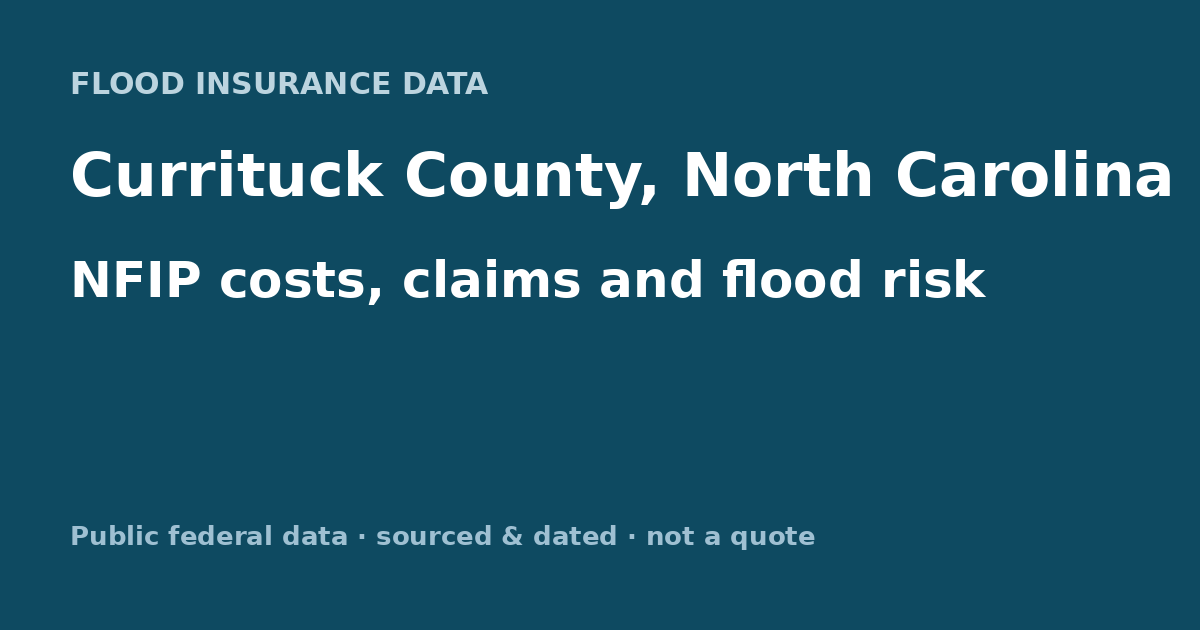 FLOOD INSURANCE DATA
Currituck County, North Carolina
NFIP costs, claims and flood risk
Public federal data · sourced & dated · not a quote